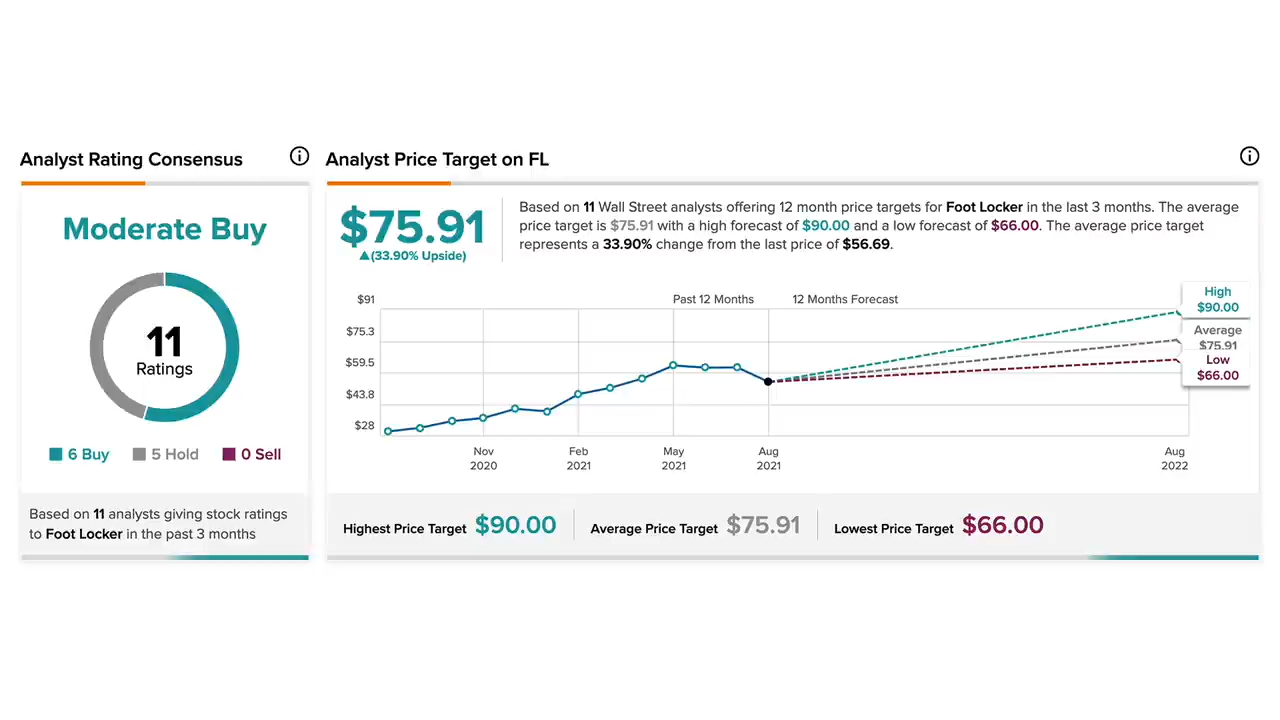 Analyst Rating Consensus
Moderate Buy
11
Ratings
6 Buy 5 Hold 0 Sell
Based on 11 analysts giving stock ratings
to Foot Locker in the past 3 months
Analyst Price Target on FL
$75.91
▲(33.90% Upside)
Based on 11 Wall Street analysts offering 12 month price targets for Foot Locker in the last 3 months. The average
price target is $75.91 with a high forecast of $90.00 and a low forecast of $66.00. The average price target
represents a 33.90% change from the last price of $56.69.
Past 12 Months 12 Months Forecast
$91
$75.3
$59.5
$43.8
$28
High
$90.00
Average
$75.91
Low
$66.00
Nov
2020
Feb
2021
May
2021
Aug
2021
Aug
2022
Highest Price Target $90.00 Average Price Target $75.91 Lowest Price Target $66.00